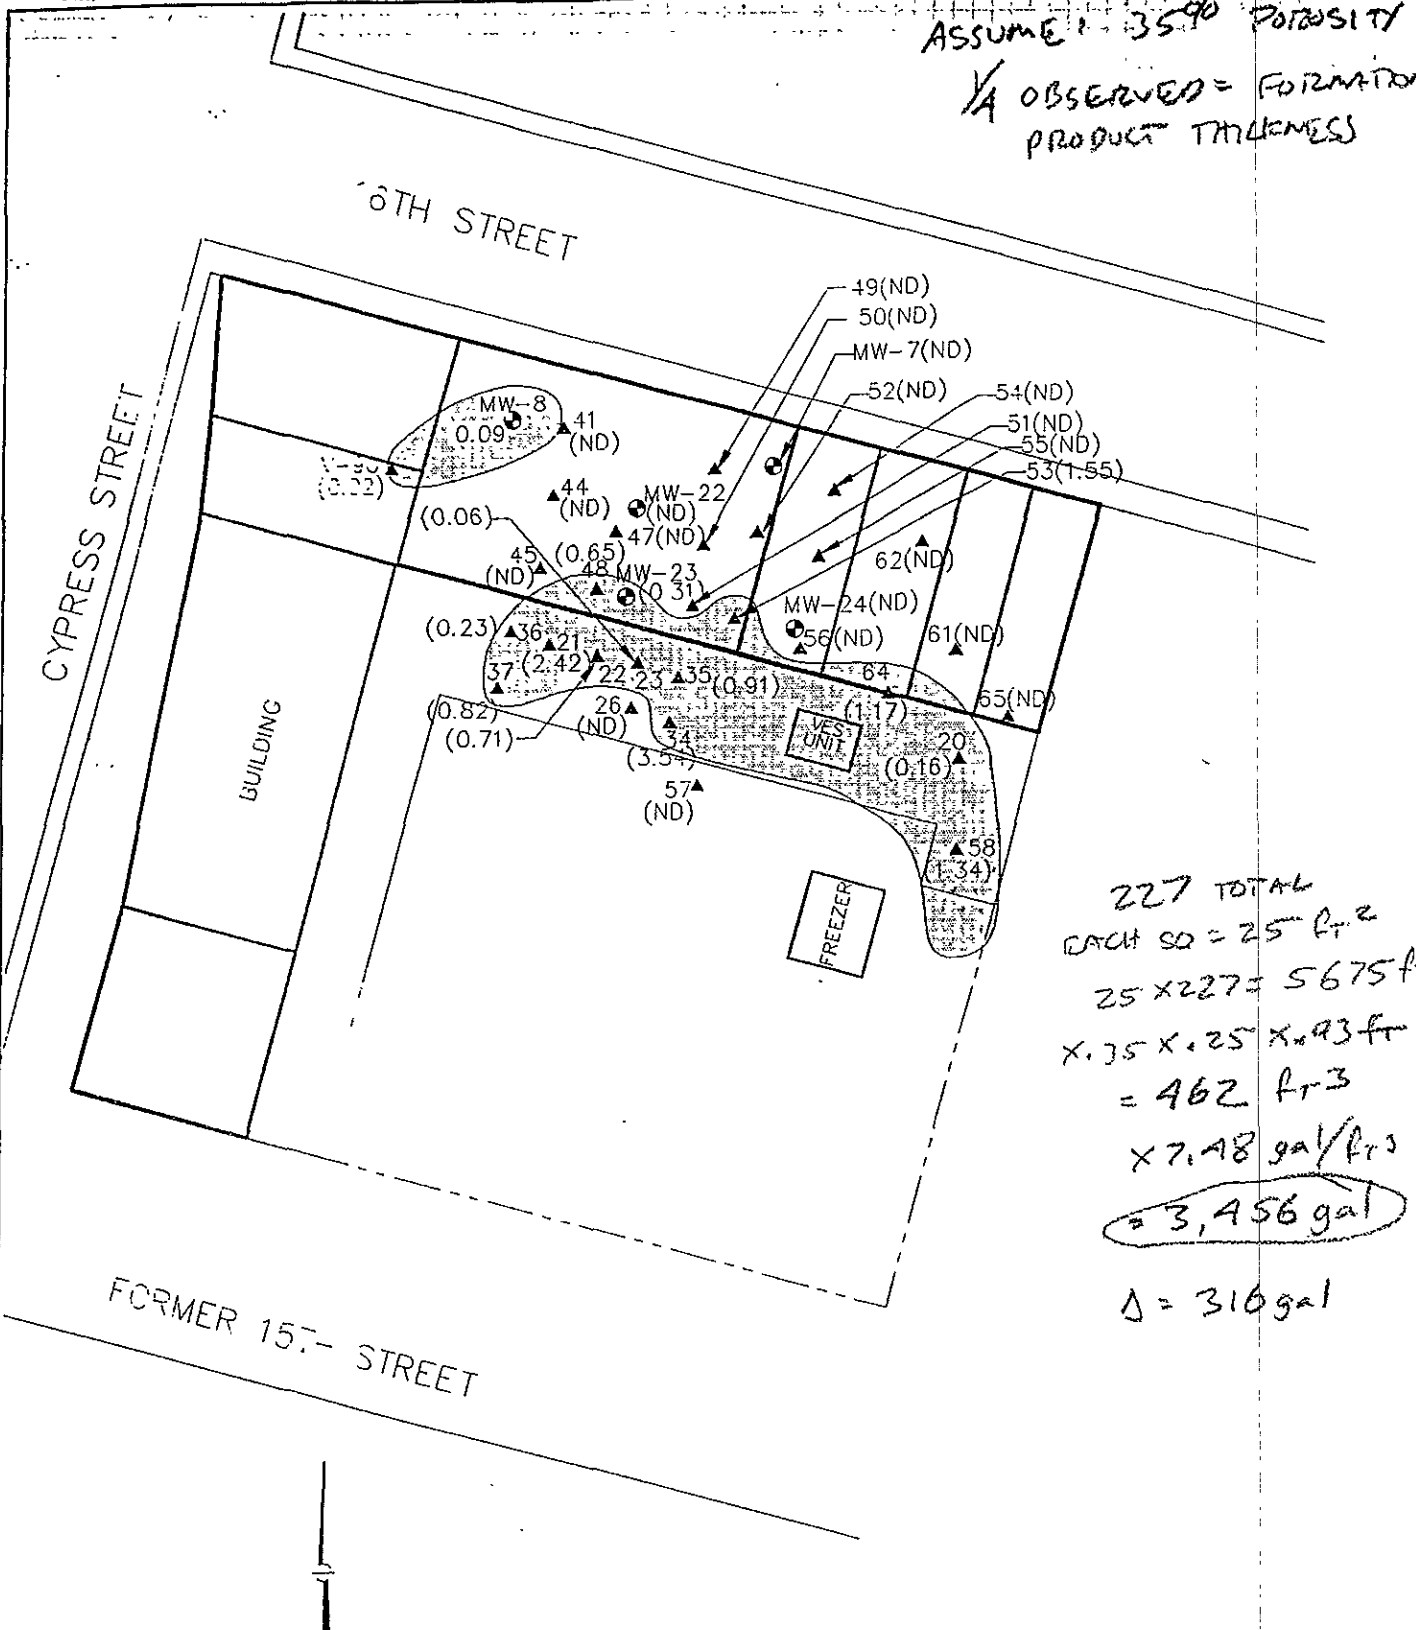 ASSUME: 35% POROSITY
1/4 OBSERVED = FORMATION
PRODUCT THICKNESS
6TH STREET
CYPRESS STREET
49(ND)
50(ND)
MW-7(ND)
52(ND)
54(ND)
51(ND)
55(ND)
53(1.55)
MW-8
0.09
41
(ND)
44
(ND)
MW-22
(ND)
(0.06)
47(ND)
45
(ND)
(0.65)
48
MW-23
(0.31)
62(ND)
MW-24(ND)
56(ND)
61(ND)
(0.23)
36
21
(2.42)
22
23
35
(0.91)
64
(1.17)
65(ND)
37
(0.82)
(0.71)
26
(ND)
34
(3.54)
57
(ND)
VES
UNIT
20
(0.16)
58
(1.34)
BUILDING
FREEZER
227 TOTAL
EACH SQ = 25 ft2
25 x 227 = 5675 f
x .35 x .25 x .93 ft
= 462 ft3
x 7.48 gal/ft3
= 3,456 gal
Δ = 316 gal
FORMER STREET